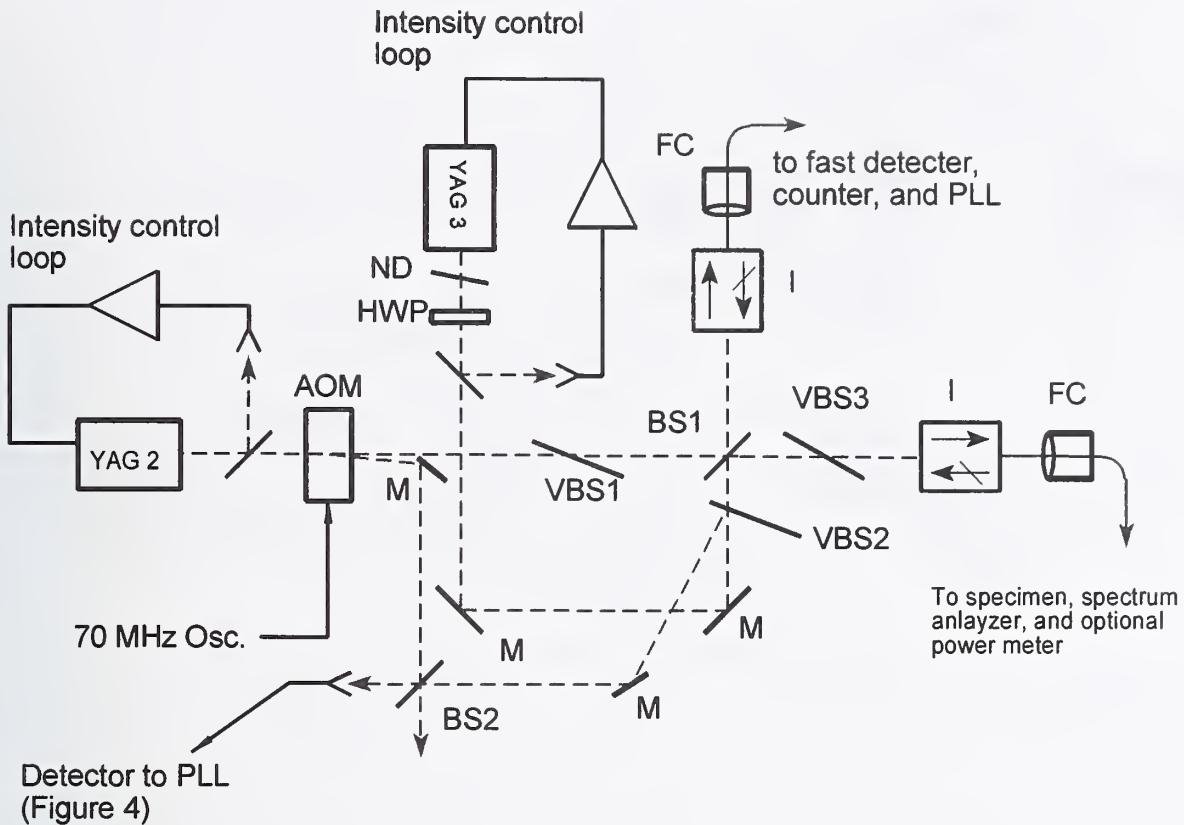 Intensity control
loop
YAG 3
FC
to fast detecter,
counter, and PLL
Intensity control
loop
ND
HWP
I
AOM
YAG 2
M
VBS1
BS1
VBS3
I
FC
VBS2
70 MHz Osc.
M
M
To specimen, spectrum
anlayzer, and optional
power meter
M
BS2
Detector to PLL
(Figure 4)